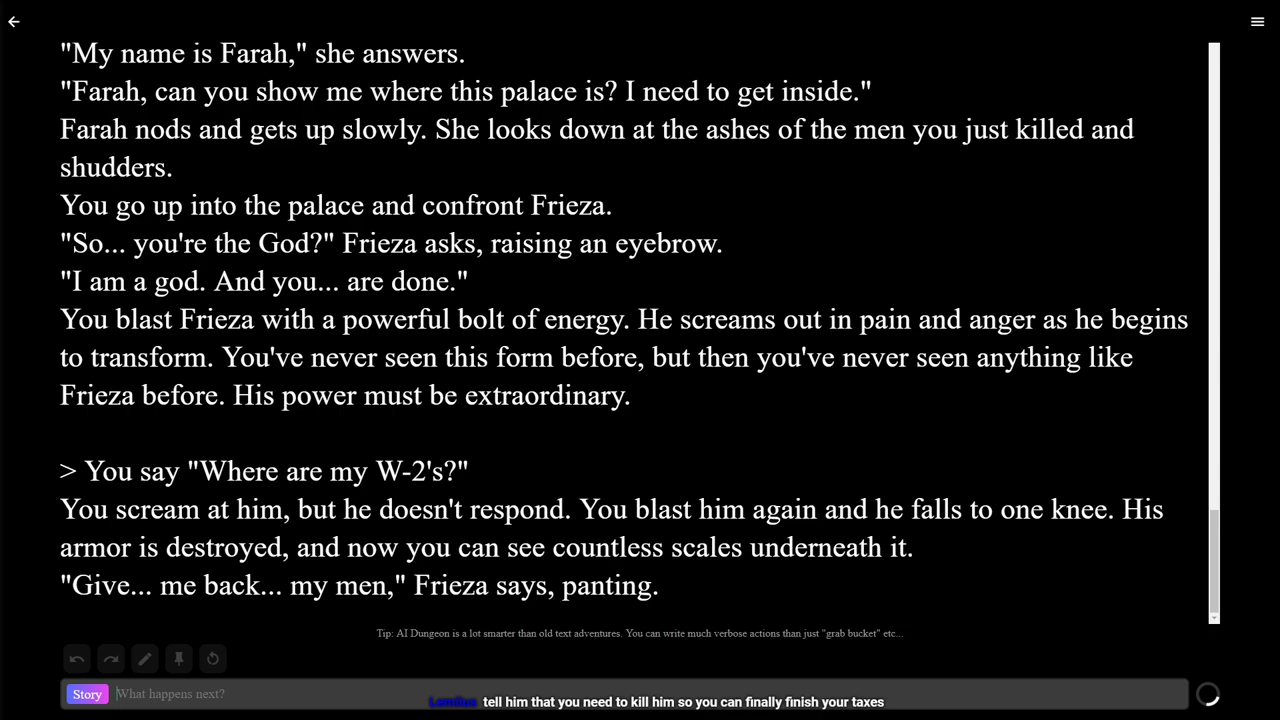 "My name is Farah," she answers.
"Farah, can you show me where this palace is? I need to get inside."
Farah nods and gets up slowly. She looks down at the ashes of the men you just killed and
shudders.
You go up into the palace and confront Frieza.
"So... you're the God?" Frieza asks, raising an eyebrow.
"I am a god. And you... are done."
You blast Frieza with a powerful bolt of energy. He screams out in pain and anger as he begins
to transform. You've never seen this form before, but then you've never seen anything like
Frieza before. His power must be extraordinary.
> You say "Where are my W-2's?"
You scream at him, but he doesn't respond. You blast him again and he falls to one knee. His
armor is destroyed, and now you can see countless scales underneath it.
"Give... me back... my men," Frieza says, panting.
Tip: AI Dungeon is a lot smarter than old text adventures. You can write much verbose actions than just "grab bucket" etc...
Story What happens next?
tell him that you need to kill him so you can finally finish your taxes